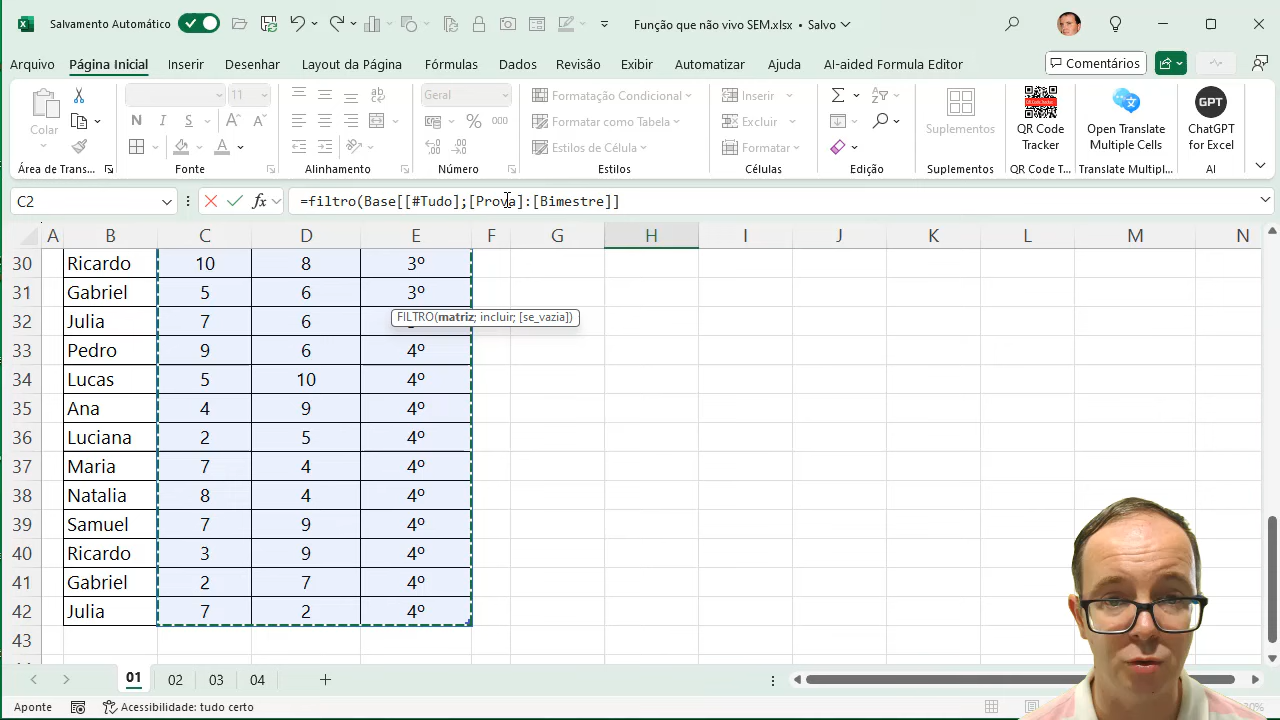 Salvamento Automático
Função que não vivo SEM.xlsx • Salvo
Arquivo
Página Inicial
Inserir
Desenhar
Layout da Página
Fórmulas
Dados
Revisão
Exibir
Automatizar
Ajuda
AI-aided Formula Editor
Comentários
Colar
Área de Trans...
11
N
I
S
Fonte
Alinhamento
Geral
%
000
Número
Formatação Condicional
Formatar como Tabela
Estilos de Célula
Estilos
Inserir
Excluir
Formatar
Células
Edição
Suplementos
Suplementos
QR Code Tracker
QR Code Tracker
Open Translate Multiple Cells
Translate Multipl...
GPT
ChatGPT for Excel
AI
C2
fx
=filtro(Base[[#Tudo];[Prova]:[Bimestre]]
A B C D E F G H I J K L M N
30 Ricardo 10 8 3º
31 Gabriel 5 6 3º
32 Julia 7 6
FILTRO(matriz; incluir; [se_vazia])
33 Pedro 9 6 4º
34 Lucas 5 10 4º
35 Ana 4 9 4º
36 Luciana 2 5 4º
37 Maria 7 4 4º
38 Natalia 8 4 4º
39 Samuel 7 9 4º
40 Ricardo 3 9 4º
41 Gabriel 2 7 4º
42 Julia 7 2 4º
43
01 02 03 04
Aponte
Acessibilidade: tudo certo